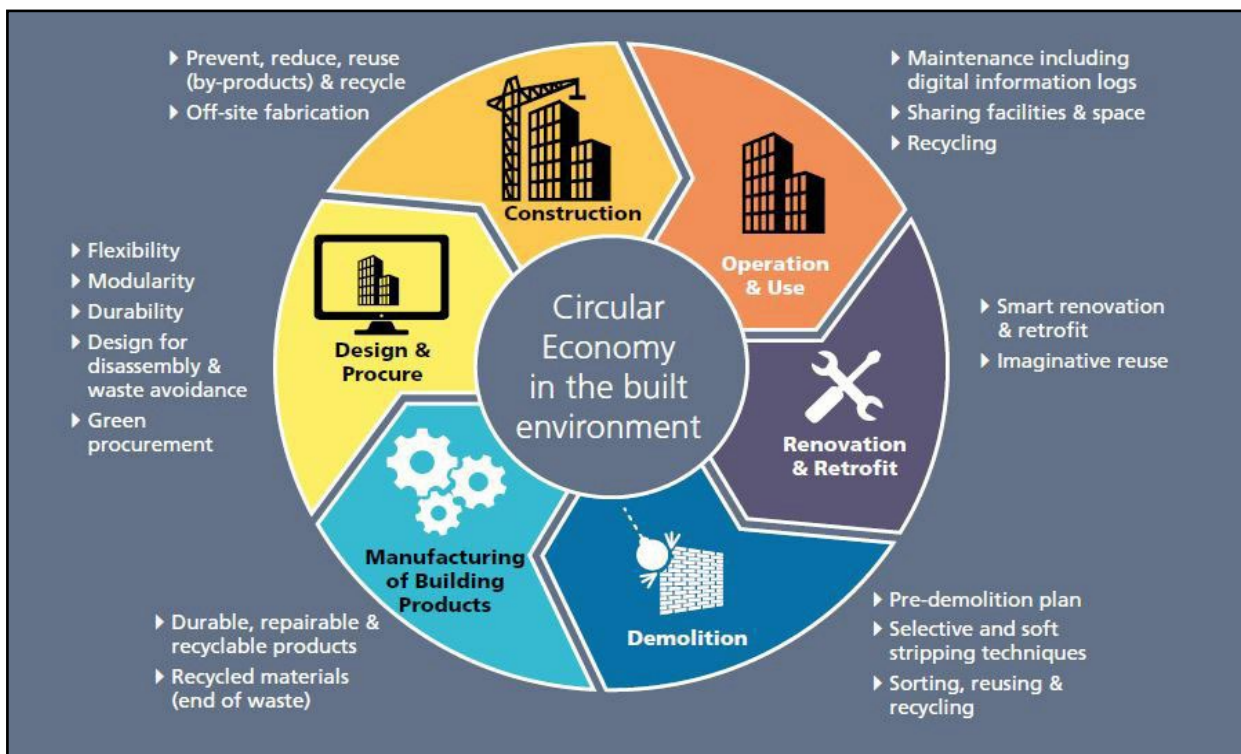 ▸ Prevent, reduce, reuse
(by-products) & recycle
▸ Off-site fabrication
Construction
▸ Maintenance including
digital information logs
▸ Sharing facilities & space
▸ Recycling
Operation
& Use
▸ Smart renovation
& retrofit
▸ Imaginative reuse
Renovation
& Retrofit
▸ Pre-demolition plan
▸ Selective and soft
stripping techniques
▸ Sorting, reusing &
recycling
Demolition
▸ Durable, repairable &
recyclable products
▸ Recycled materials
(end of waste)
Manufacturing
of Building
Products
▸ Flexibility
▸ Modularity
▸ Durability
▸ Design for
disassembly &
waste avoidance
▸ Green
procurement
Design &
Procure
Circular
Economy
in the built
environment